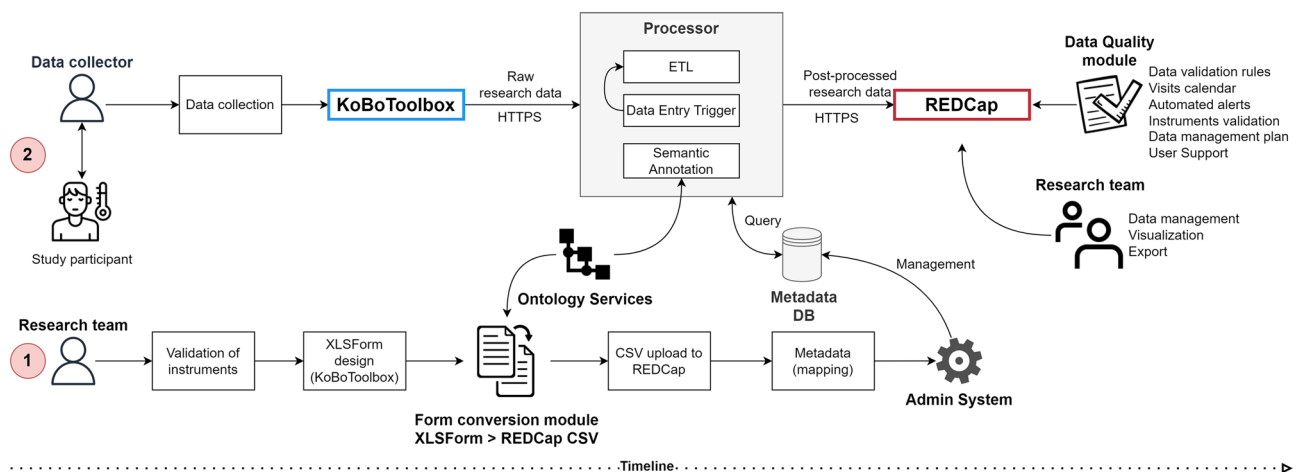 Processor
ETL
Data Entry Trigger
Semantic
Annotation
Data collector
Data collection
KoBoToolbox
Raw
research data
HTTPS
Post-processed
research data
HTTPS
REDCap
Data Quality
module
Data validation rules
Visits calendar
Automated alerts
Instruments validation
Data management plan
User Support
2
Study participant
Research team
Data management
Visualization
Export
Query
Ontology Services
Metadata
DB
Management
Research team
1
Validation of
instruments
XLSForm
design
(KoBoToolbox)
Form conversion module
XLSForm > REDCap CSV
CSV upload to
REDCap
Metadata
(mapping)
Admin System
Timeline